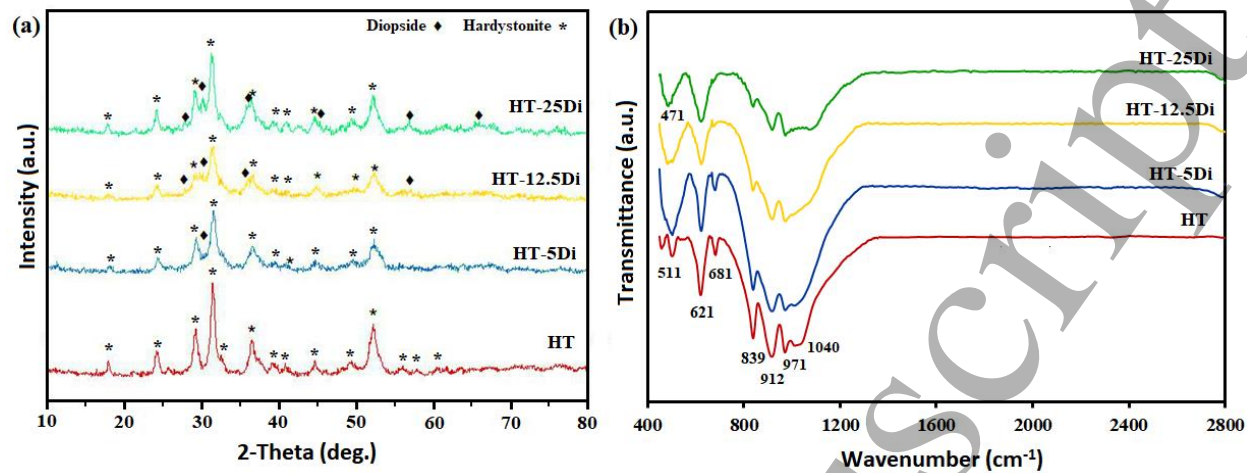 (a)
Diopside ♦ Hardystonite *
HT-25Di
HT-12.5Di
HT-5Di
HT
Intensity (a.u.)
10 20 30 40 50 60 70 80
2-Theta (deg.)
(b)
HT-25Di
471
HT-12.5Di
HT-5Di
HT
511
681
621
839
1040
971
912
Transmittance (a.u.)
400 800 1200 1600 2000 2400 2800
Wavenumber (cm⁻¹)
script